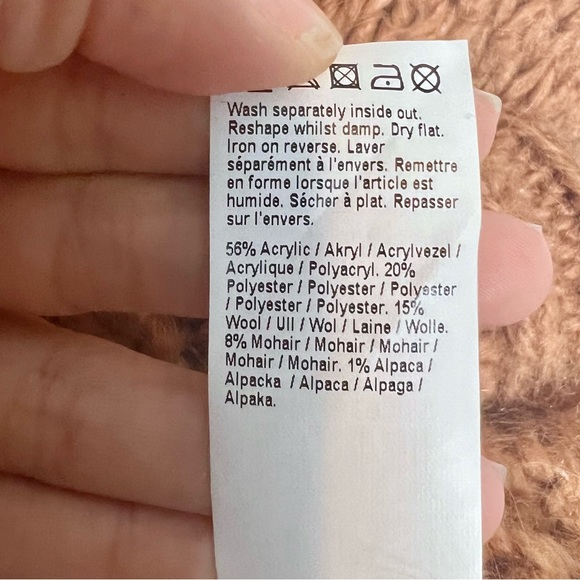 Wash separately inside out.
Reshape whilst damp. Dry flat.
Iron on reverse. Laver
séparément à l'envers. Remettre
en forme lorsque l'article est
humide. Sécher à plat. Repasser
sur l'envers.
56% Acrylic / Akryl / Acrylvezel /
Acrylique / Polyacryl. 20%
Polyester / Polyester / Polyester
/ Polyester / Polyester. 15%
Wool / Ull / Wol / Laine / Wolle.
8% Mohair / Mohair / Mohair /
Mohair / Mohair. 1% Alpaca /
Alpacka / Alpaca / Alpaga /
Alpaka.